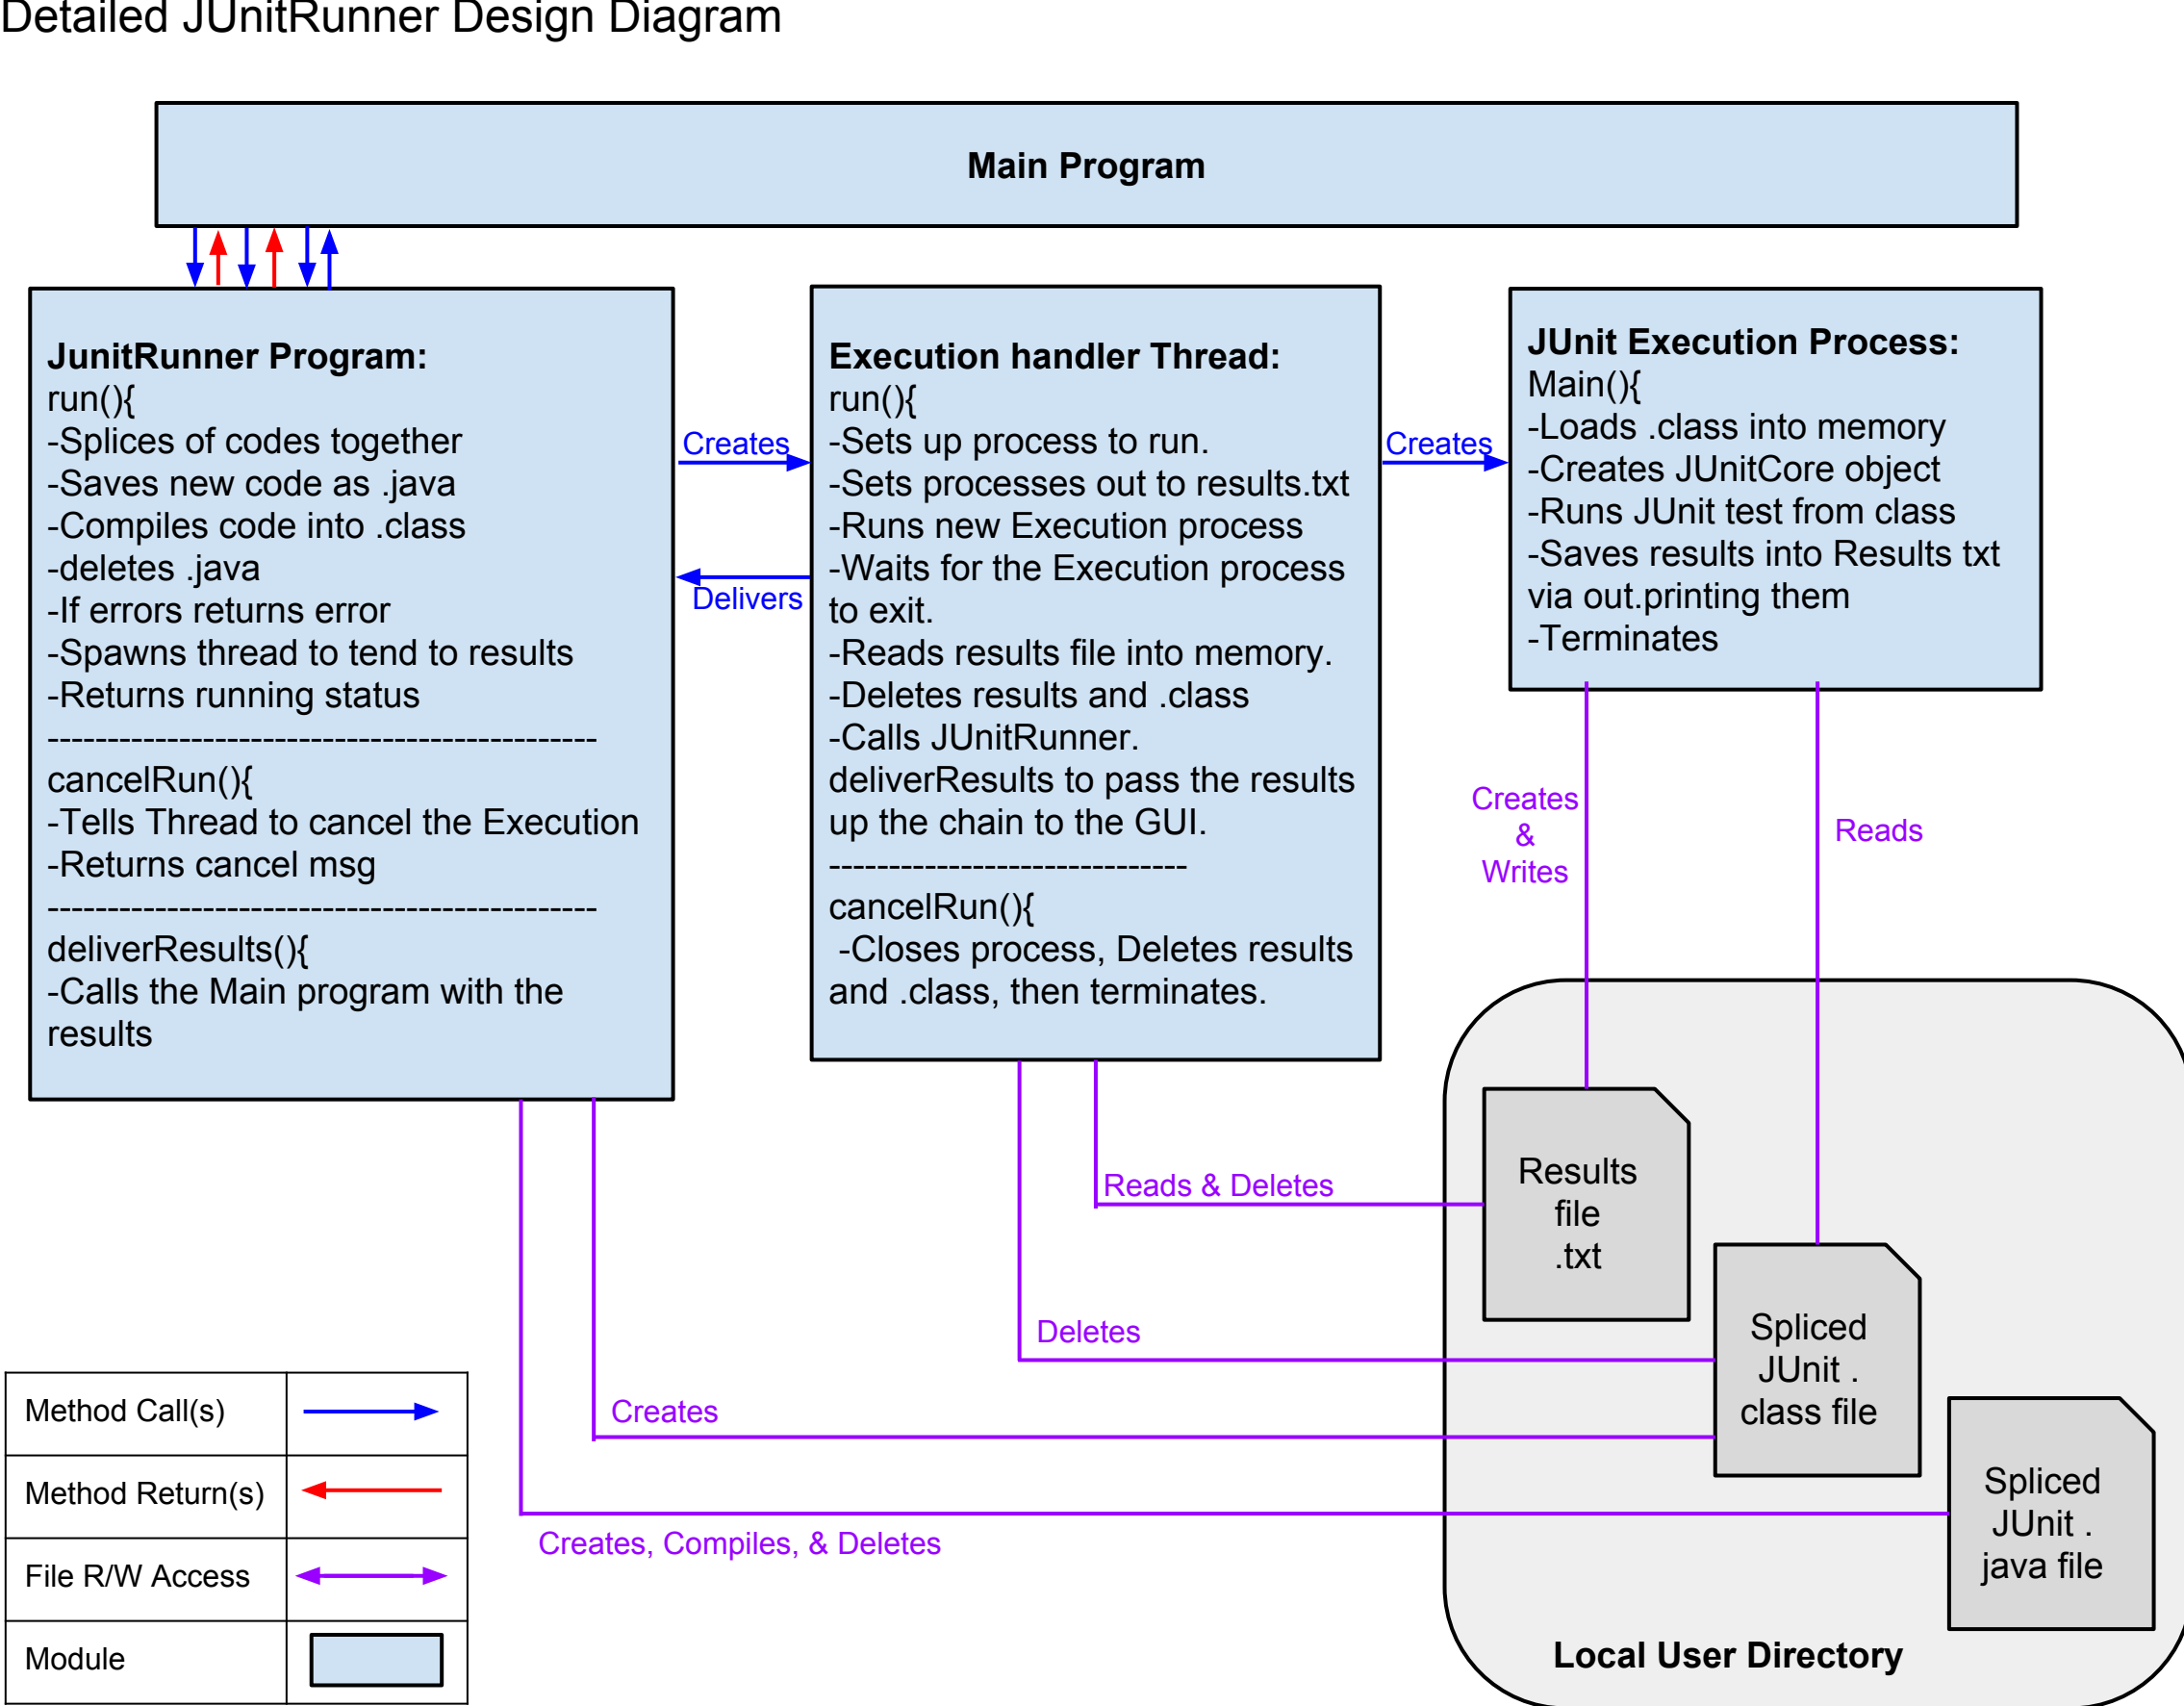 Detailed JUnitRunner Design Diagram
Main Program
JunitRunner Program:
run(){
-Splices of codes together
-Saves new code as .java
-Compiles code into .class
-deletes .java
-If errors returns error
-Spawns thread to tend to results
-Returns running status
----------------------------------------------
cancelRun(){
-Tells Thread to cancel the Execution
-Returns cancel msg
----------------------------------------------
deliverResults(){
-Calls the Main program with the
results
Creates
Delivers
Execution handler Thread:
run(){
-Sets up process to run.
-Sets processes out to results.txt
-Runs new Execution process
-Waits for the Execution process
to exit.
-Reads results file into memory.
-Deletes results and .class
-Calls JUnitRunner.
deliverResults to pass the results
up the chain to the GUI.
------------------------------
cancelRun(){
-Closes process, Deletes results
and .class, then terminates.
Creates
JUnit Execution Process:
Main(){
-Loads .class into memory
-Creates JUnitCore object
-Runs JUnit test from class
-Saves results into Results txt
via out.printing them
-Terminates
Creates
&
Writes
Reads
Reads & Deletes
Deletes
Creates
Creates, Compiles, & Deletes
Results
file
.txt
Spliced
JUnit .
class file
Spliced
JUnit .
java file
Local User Directory
Method Call(s)
Method Return(s)
File R/W Access
Module